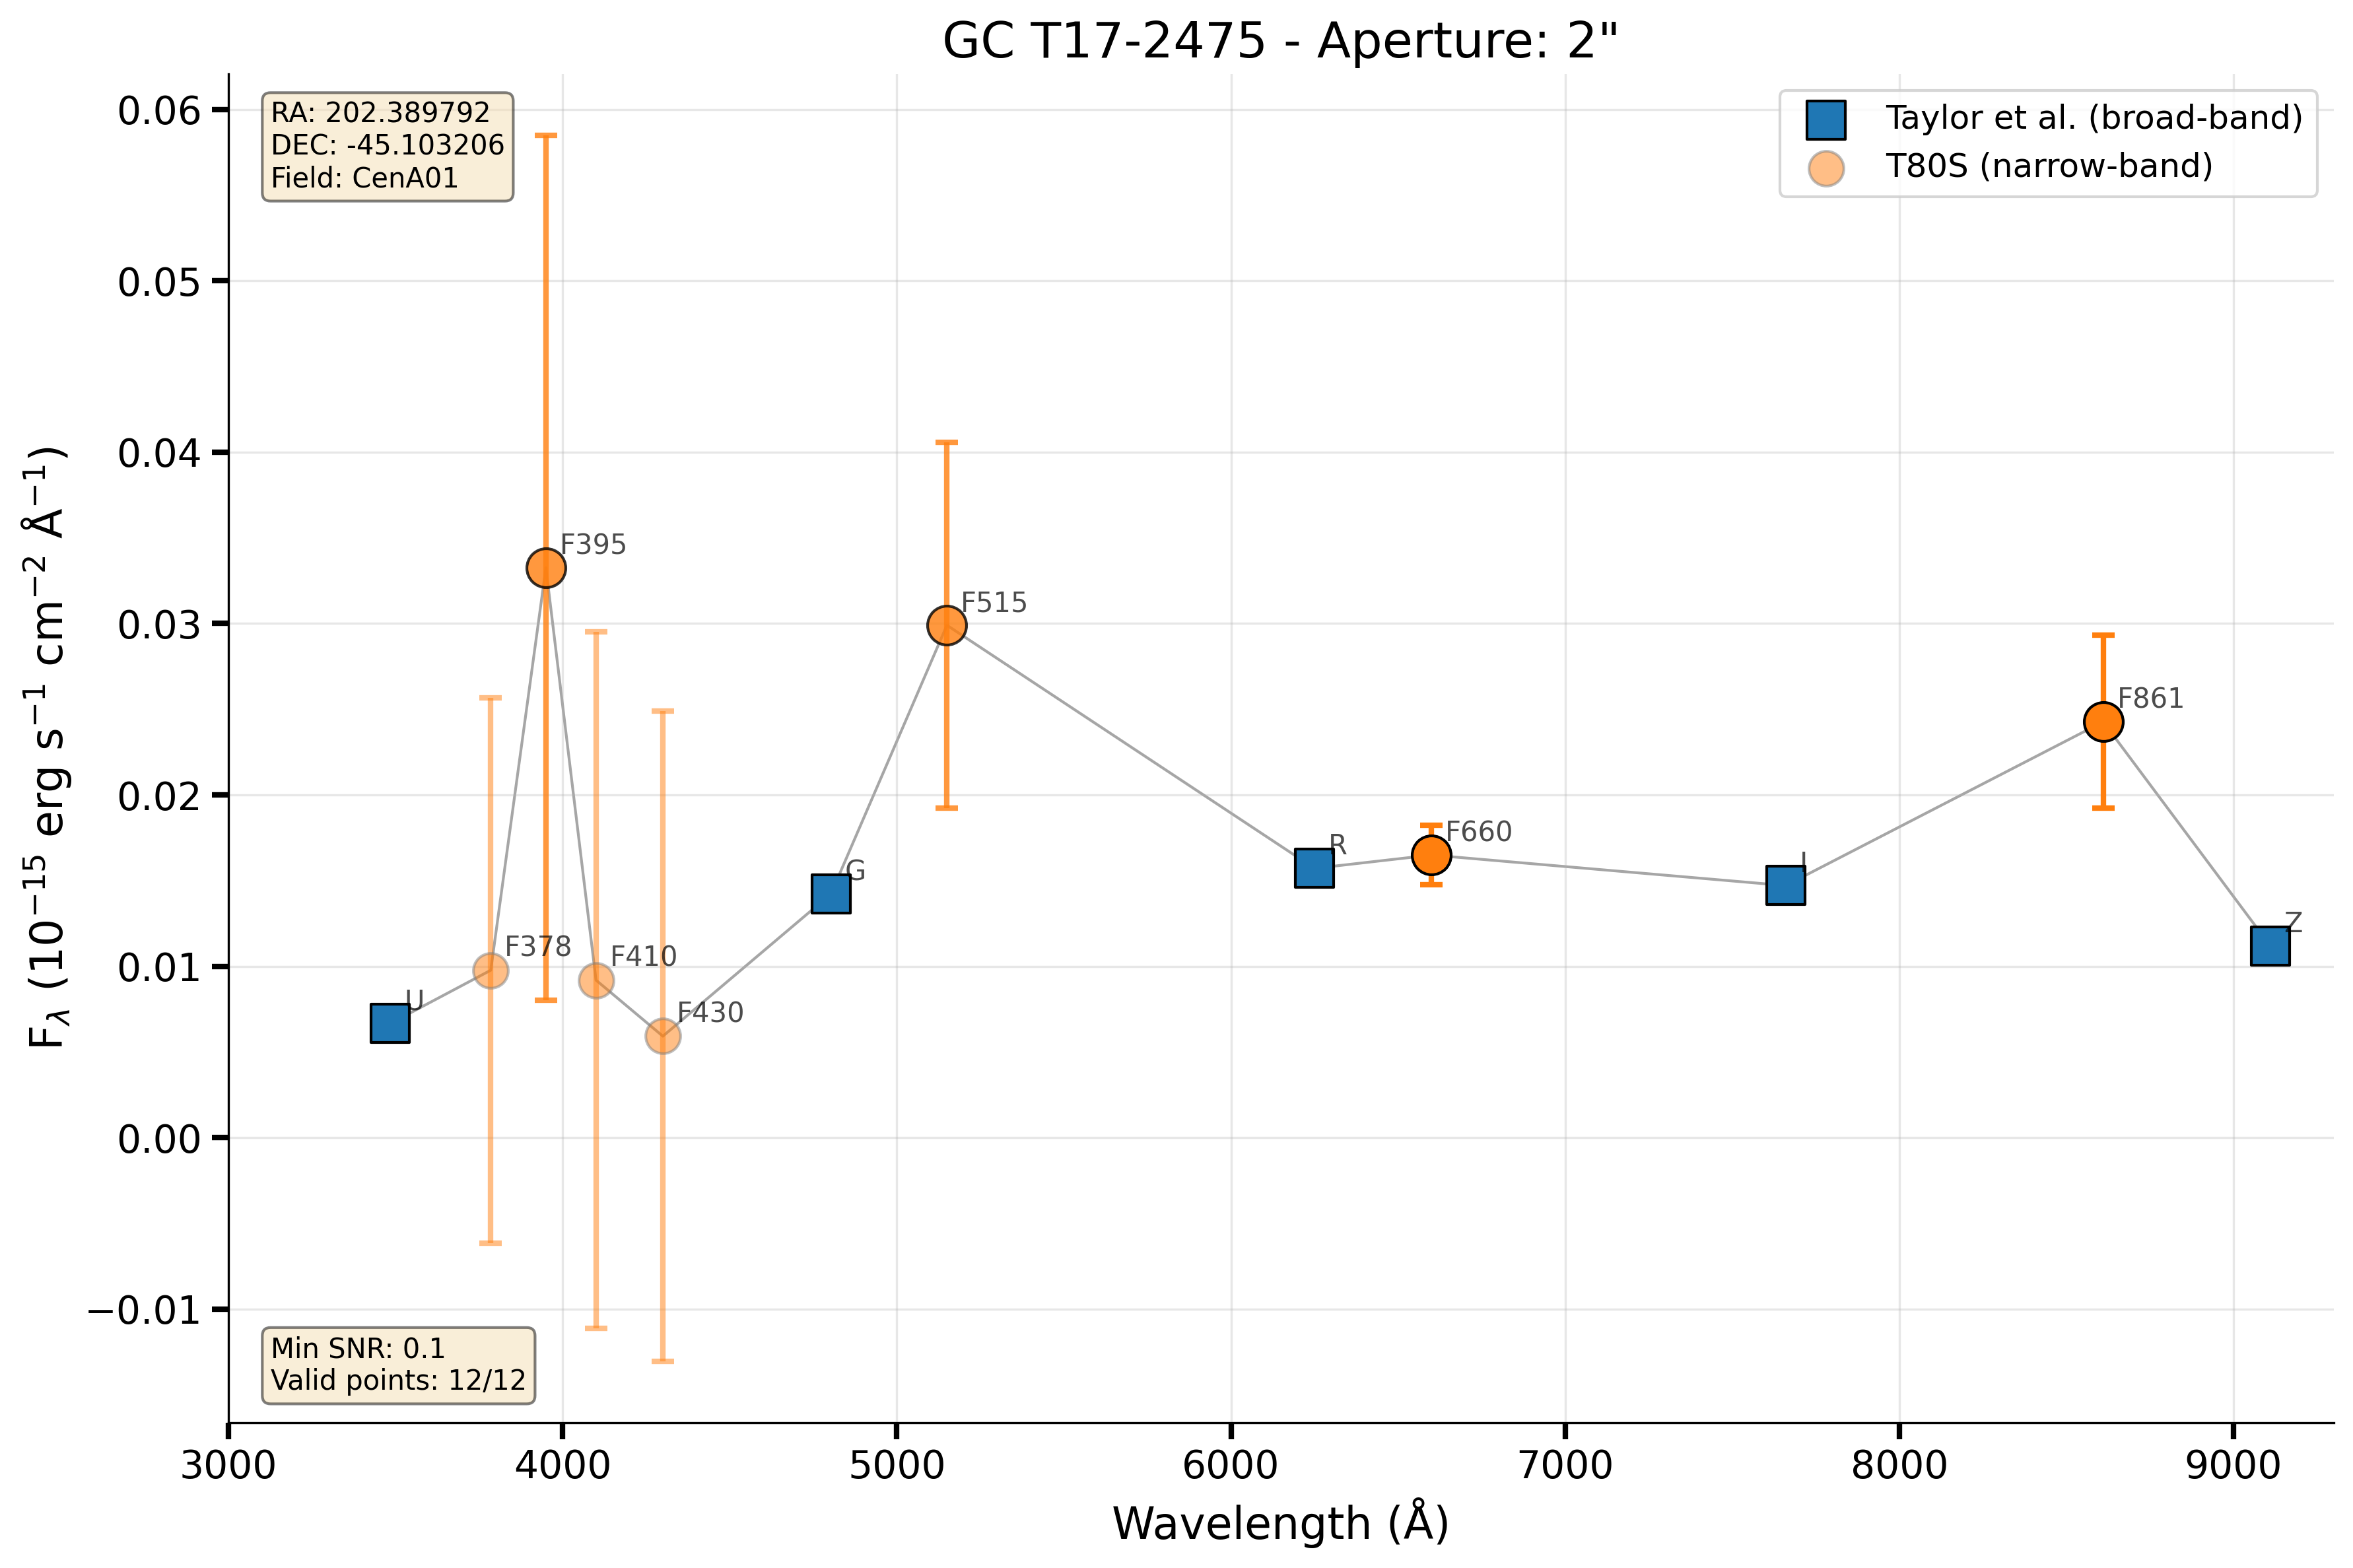 GC T17-2475 - Aperture: 2"
RA: 202.389792
DEC: -45.103206
Field: CenA01
Taylor et al. (broad-band)
T80S (narrow-band)
0.06
0.05
0.04
0.03
0.02
0.01
0.00
−0.01
F_λ (10⁻¹⁵ erg s⁻¹ cm⁻² Å⁻¹)
U
F378
F395
F410
F430
G
F515
R
F660
I
F861
Z
Min SNR: 0.1
Valid points: 12/12
3000 4000 5000 6000 7000 8000 9000
Wavelength (Å)